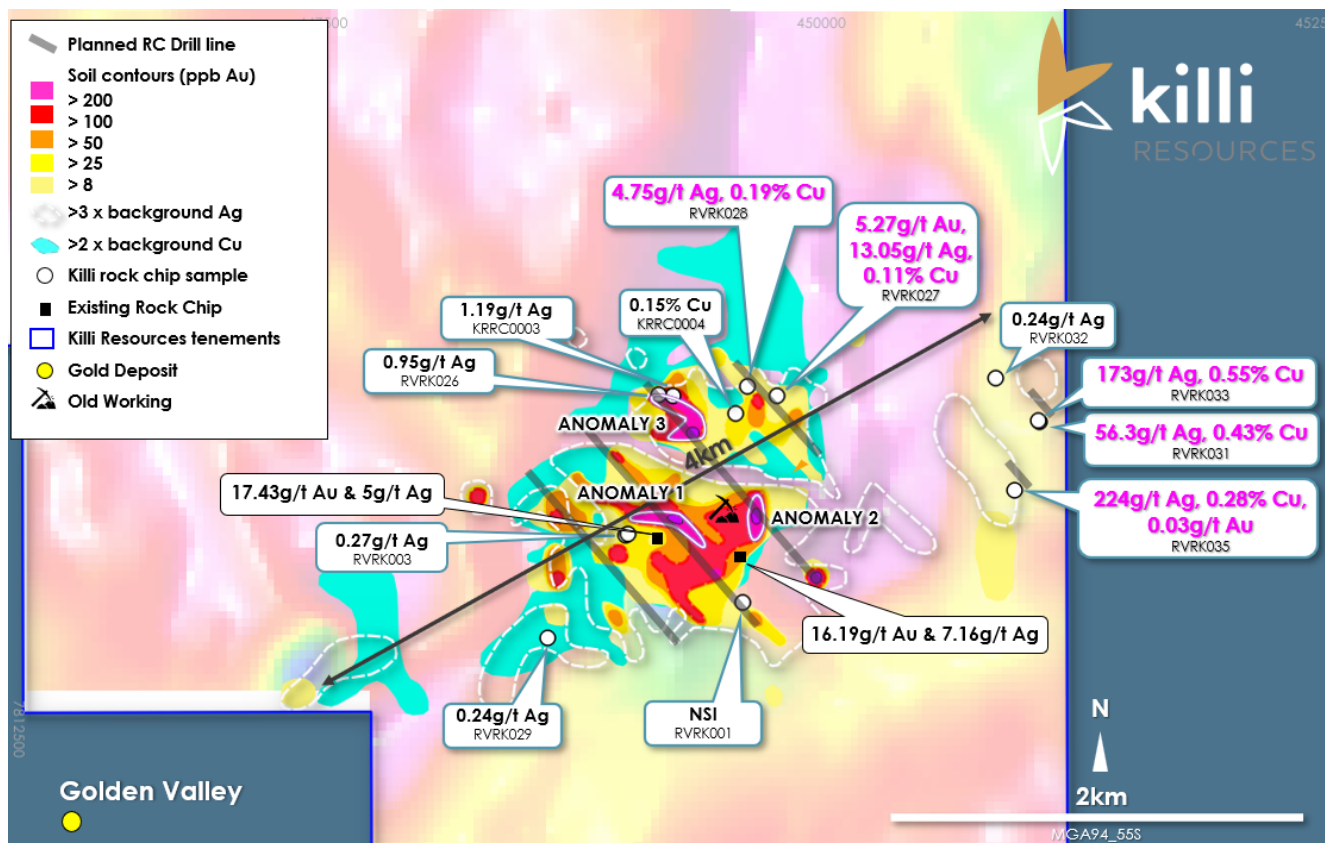 447500
450000
4525
Planned RC Drill line
Soil contours (ppb Au)
> 200
> 100
> 50
> 25
> 8
>3 x background Ag
>2 x background Cu
Killi rock chip sample
Existing Rock Chip
Killi Resources tenements
Gold Deposit
Old Working
killi
RESOURCES
4.75g/t Ag, 0.19% Cu
RVRK028
5.27g/t Au,
13.05g/t Ag,
0.11% Cu
RVRK027
1.19g/t Ag
KRRC0003
0.15% Cu
KRRC0004
0.24g/t Ag
RVRK032
0.95g/t Ag
RVRK026
173g/t Ag, 0.55% Cu
RVRK033
ANOMALY 3
56.3g/t Ag, 0.43% Cu
RVRK031
4km
17.43g/t Au & 5g/t Ag
ANOMALY 1
ANOMALY 2
224g/t Ag, 0.28% Cu,
0.03g/t Au
RVRK035
0.27g/t Ag
RVRK003
16.19g/t Au & 7.16g/t Ag
0.24g/t Ag
RVRK029
NSI
RVRK001
7812500
N
2km
MGA94_55S
Golden Valley